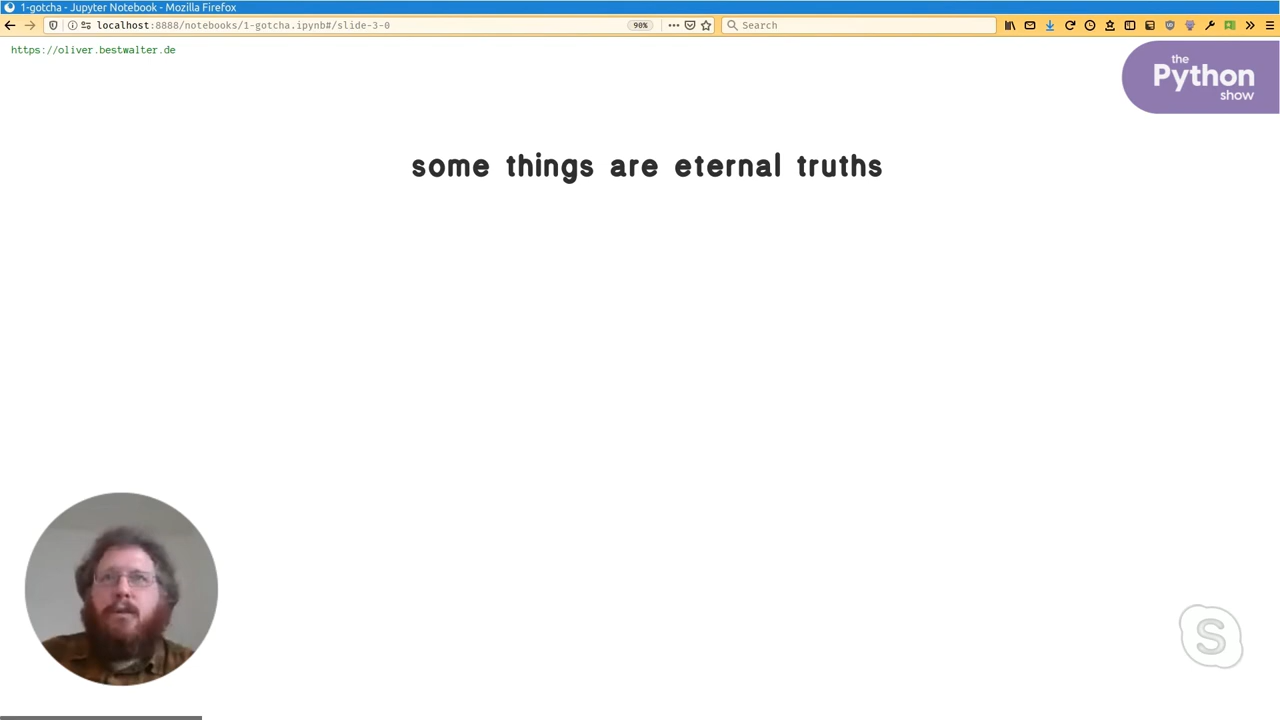 1-gotcha - Jupyter Notebook - Mozilla Firefox
localhost:8888/notebooks/1-gotcha.ipynb#/slide-3-0
90%
Search
https://oliver.bestwalter.de
the
Python
show
some things are eternal truths
S